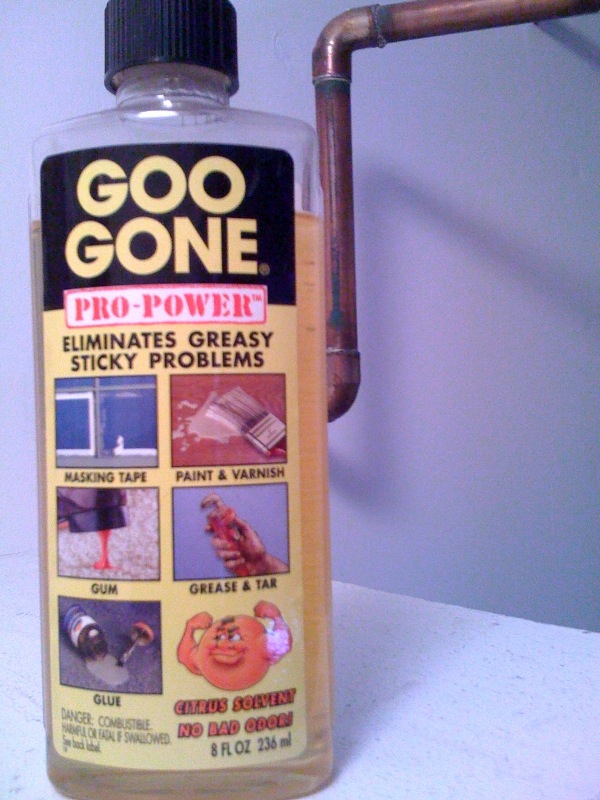 GOO
GONE®
PRO-POWER™
ELIMINATES GREASY
STICKY PROBLEMS
MASKING TAPE
PAINT & VARNISH
GUM
GREASE & TAR
GLUE
CITRUS SOLVENT
NO BAD ODOR!
DANGER: COMBUSTIBLE.
HARMFUL OR FATAL IF SWALLOWED.
See back label.
8 FL OZ 236 ml